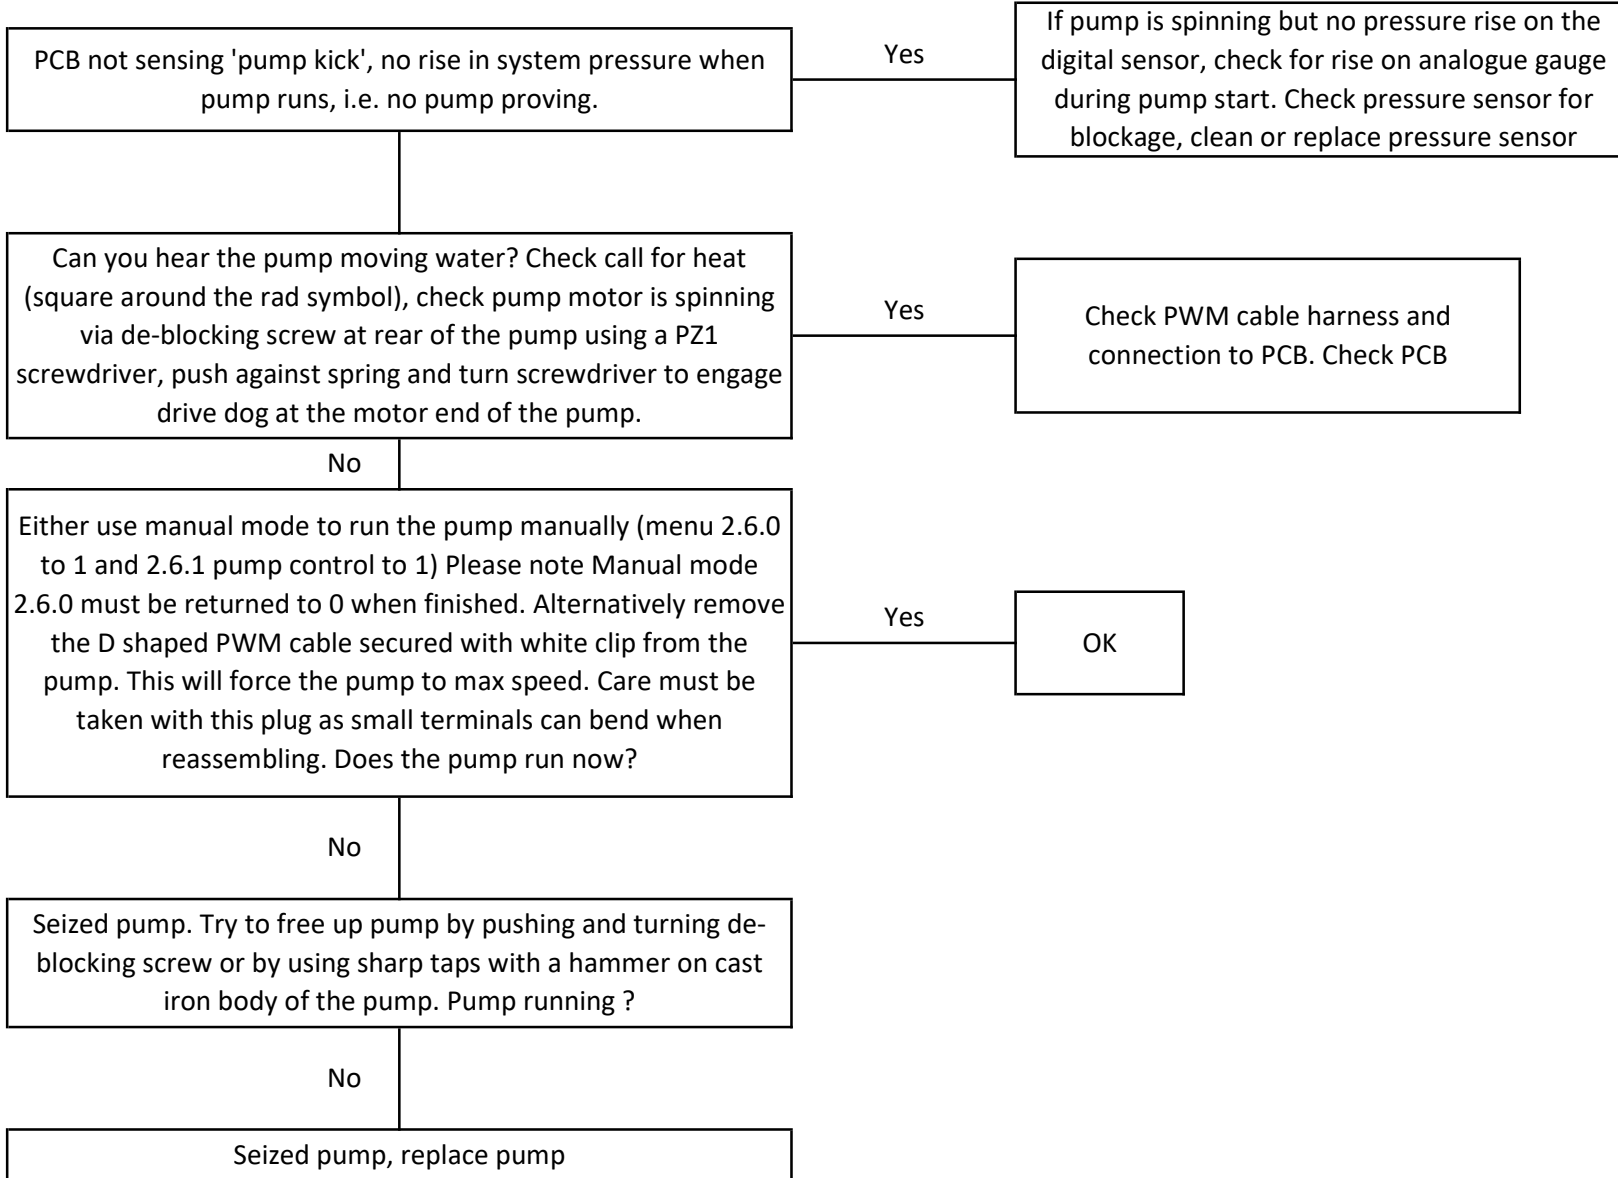 PCB not sensing 'pump kick', no rise in system pressure when
pump runs, i.e. no pump proving.
Yes
If pump is spinning but no pressure rise on the
digital sensor, check for rise on analogue gauge
during pump start. Check pressure sensor for
blockage, clean or replace pressure sensor
Can you hear the pump moving water? Check call for heat
(square around the rad symbol), check pump motor is spinning
via de-blocking screw at rear of the pump using a PZ1
screwdriver, push against spring and turn screwdriver to engage
drive dog at the motor end of the pump.
Yes
Check PWM cable harness and
connection to PCB. Check PCB
No
Either use manual mode to run the pump manually (menu 2.6.0
to 1 and 2.6.1 pump control to 1) Please note Manual mode
2.6.0 must be returned to 0 when finished. Alternatively remove
the D shaped PWM cable secured with white clip from the
pump. This will force the pump to max speed. Care must be
taken with this plug as small terminals can bend when
reassembling. Does the pump run now?
Yes
OK
No
Seized pump. Try to free up pump by pushing and turning de-
blocking screw or by using sharp taps with a hammer on cast
iron body of the pump. Pump running ?
No
Seized pump, replace pump